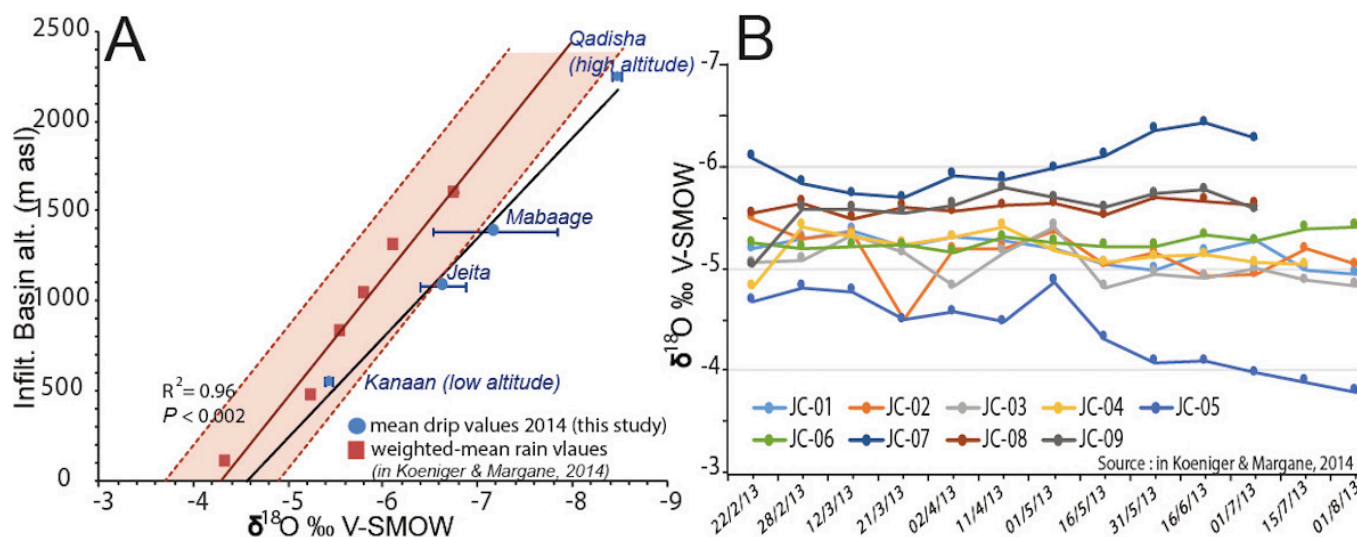 A
2500
2000
1500
1000
500
0
Infilt. Basin alt. (m asl)
Qadisha
(high altitude)
Mabaage
Jeita
Kanaan (low altitude)
R²= 0.96
P < 0.002
mean drip values 2014 (this study)
weighted-mean rain vlaues
(in Koeniger & Margane, 2014)
-3 -4 -5 -6 -7 -8 -9
δ¹⁸O ‰ V-SMOW
B
-7
-6
-5
-4
-3
δ¹⁸O ‰ V-SMOW
JC-01 JC-02 JC-03 JC-04 JC-05
JC-06 JC-07 JC-08 JC-09
Source : in Koeniger & Margane, 2014
22/2/13 28/2/13 12/3/13 21/3/13 02/4/13 11/4/13 01/5/13 16/5/13 31/5/13 16/6/13 01/7/13 15/7/13 01/8/13